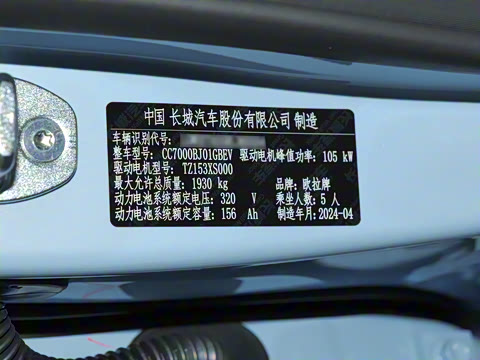 中国 长城汽车股份有限公司 制造
车辆识别代号:
整车型号: CC7000BJ01GBEV 驱动电机峰值功率: 105 kW
驱动电机型号: TZ153XS000
最大允许总质量: 1930 kg 品牌: 欧拉牌
动力电池系统额定电压: 320 V 乘坐人数: 5 人
动力电池系统额定容量: 156 Ah 制造年月: 2024-04